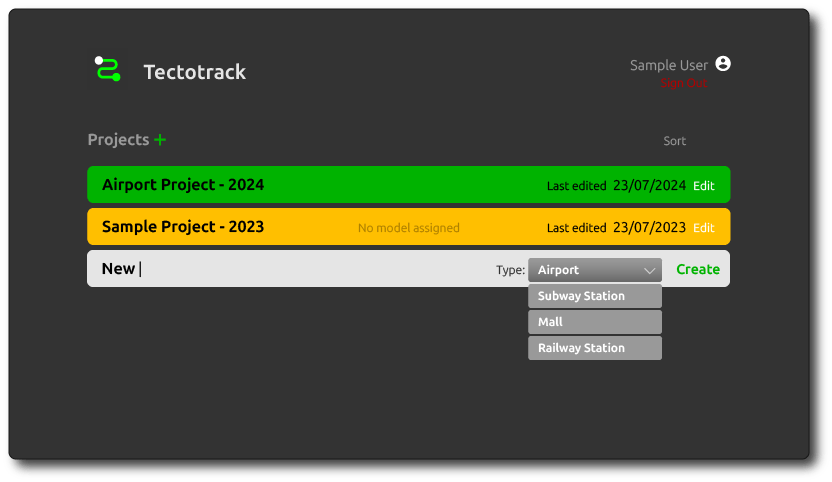 Tectotrack
Sample User
Sign Out
Projects +
Sort
Airport Project - 2024 Last edited 23/07/2024 Edit
Sample Project - 2023 No model assigned Last edited 23/07/2023 Edit
New Type: Airport Create
Subway Station
Mall
Railway Station